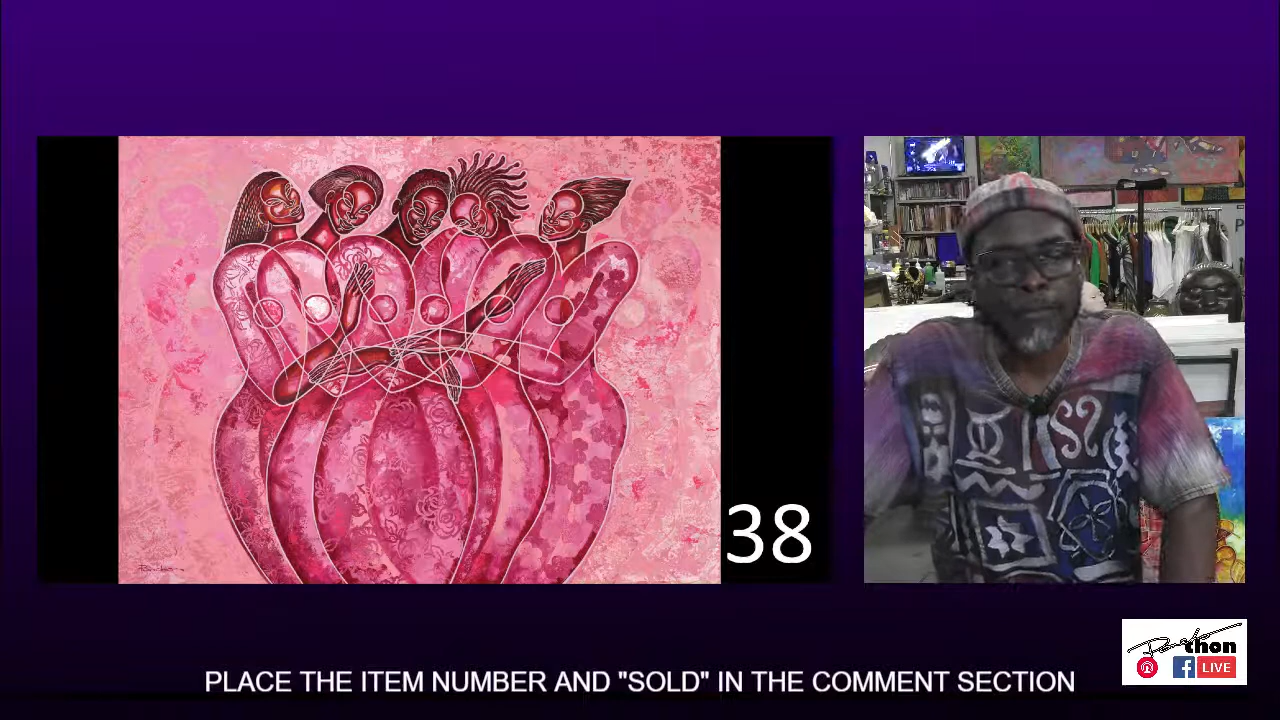 38
thon
LIVE
PLACE THE ITEM NUMBER AND "SOLD" IN THE COMMENT SECTION